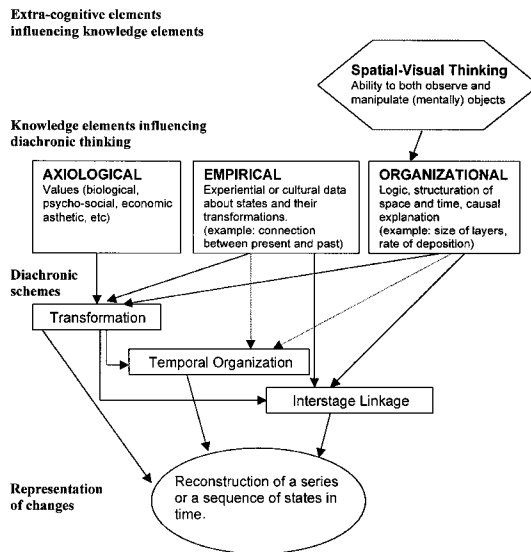 Extra-cognitive elements
influencing knowledge elements
Spatial-Visual Thinking
Ability to both observe and
manipulate (mentally) objects
Knowledge elements influencing
diachronic thinking
AXIOLOGICAL
Values (biological,
psycho-social, economic
asthetic, etc)
EMPIRICAL
Experiential or cultural data
about states and their
transformations.
(example: connection
between present and past)
ORGANIZATIONAL
Logic, structuration of
space and time, causal
explanation
(example: size of layers,
rate of deposition)
Diachronic
schemes
Transformation
Temporal Organization
Interstage Linkage
Representation
of changes
Reconstruction of a series
or a sequence of states in
time.